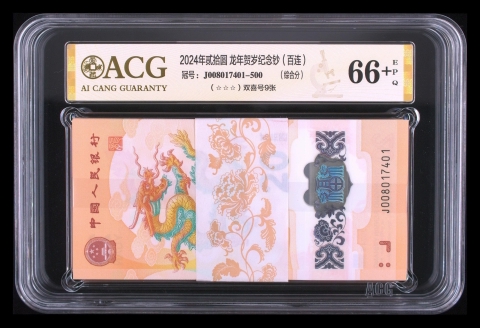 ACG
AI CANG GUARANTY
2024年贰拾圆 龙年贺岁纪念钞(百连)
冠号:J008017401-500 (综合分)
(☆☆☆)双喜号9张
66+
EPQ
中国人民银行
J008017401
ACG